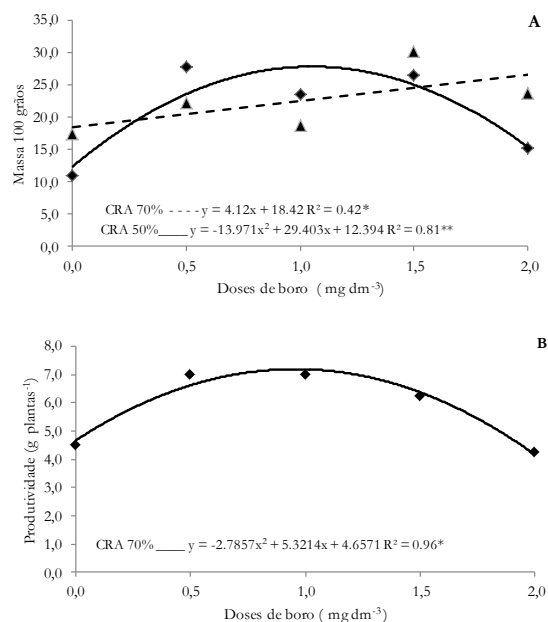 A
35,0
30,0
25,0
20,0
15,0
10,0
5,0
0,0
Massa 100 grãos
CRA 70% - - - - y = 4.12x + 18.42 R² = 0.42*
CRA 50%____ y = -13.971x² + 29.403x + 12.394 R² = 0.81**
0,0 0,5 1,0 1,5 2,0
Doses de boro ( mg dm⁻³)
B
8,0
7,0
6,0
5,0
4,0
3,0
2,0
1,0
0,0
Produtividade (g plantas⁻¹)
CRA 70%____ y = -2.7857x² + 5.3214x + 4.6571 R² = 0.96*
0,0 0,5 1,0 1,5 2,0
Doses de boro ( mg dm⁻³)